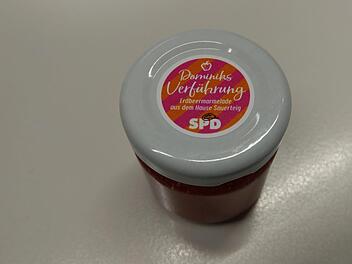 Dominiks
Verführung
Erdbeermarmelade
aus dem Hause Sauerteig
SPD